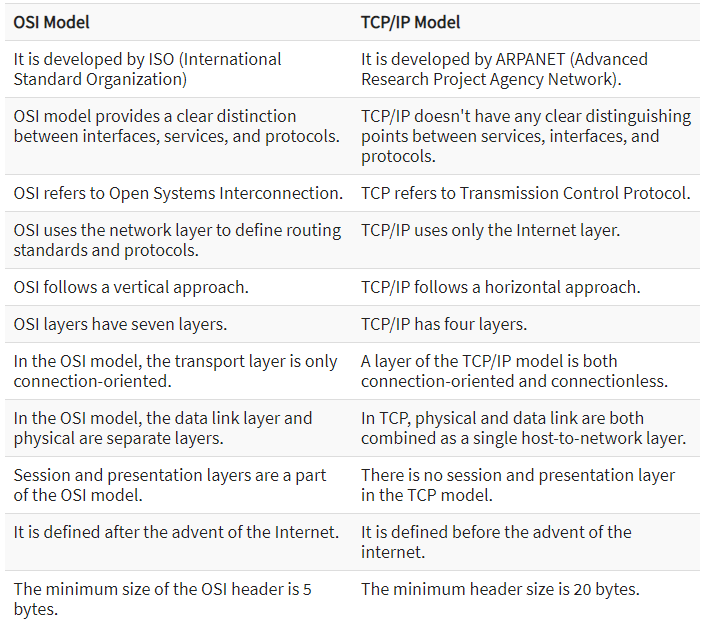 OSI Model
TCP/IP Model
It is developed by ISO (International
Standard Organization)
It is developed by ARPANET (Advanced
Research Project Agency Network).
OSI model provides a clear distinction
between interfaces, services, and protocols.
TCP/IP doesn't have any clear distinguishing
points between services, interfaces, and
protocols.
OSI refers to Open Systems Interconnection.
TCP refers to Transmission Control Protocol.
OSI uses the network layer to define routing
standards and protocols.
TCP/IP uses only the Internet layer.
OSI follows a vertical approach.
TCP/IP follows a horizontal approach.
OSI layers have seven layers.
TCP/IP has four layers.
In the OSI model, the transport layer is only
connection-oriented.
A layer of the TCP/IP model is both
connection-oriented and connectionless.
In the OSI model, the data link layer and
physical are separate layers.
In TCP, physical and data link are both
combined as a single host-to-network layer.
Session and presentation layers are a part
of the OSI model.
There is no session and presentation layer
in the TCP model.
It is defined after the advent of the Internet.
It is defined before the advent of the
internet.
The minimum size of the OSI header is 5
bytes.
The minimum header size is 20 bytes.